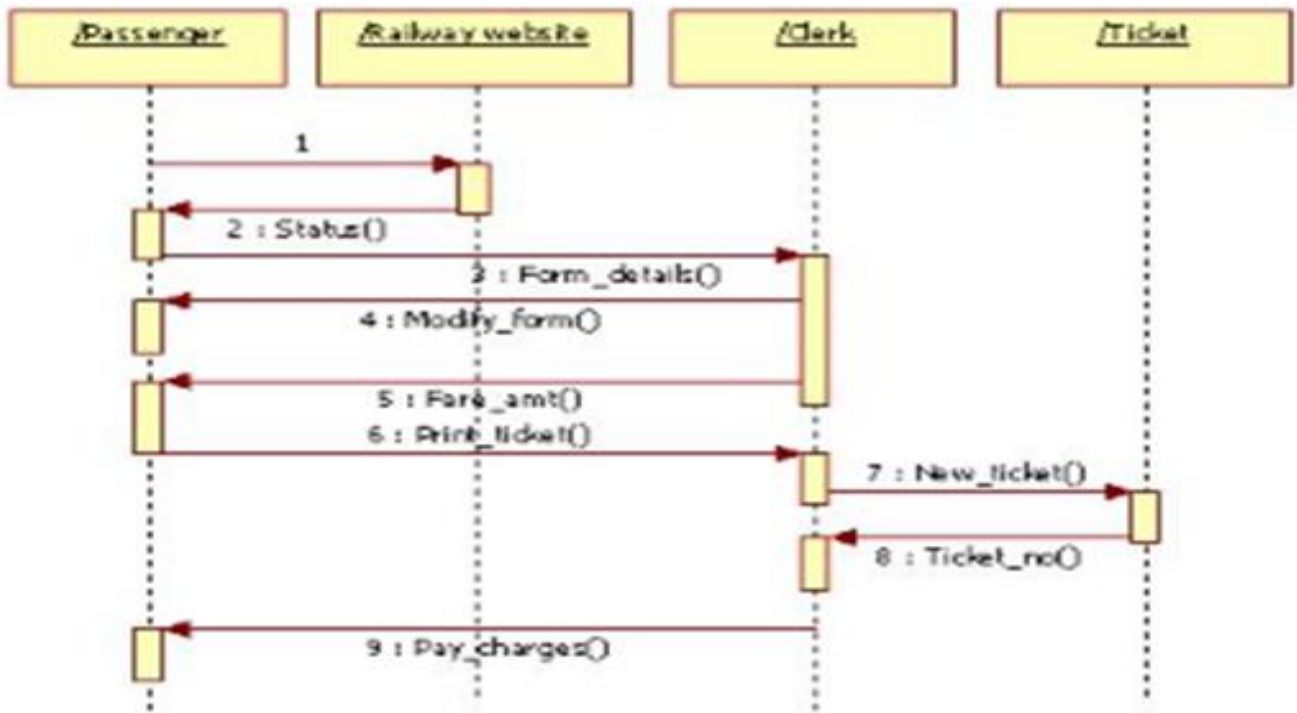 /Passenger
/Railway website
/Clerk
/Ticket
1
2 : Status()
3 : Form_details()
4 : Modify_form()
5 : Fare_amt()
6 : Print_ticket()
7 : New_ticket()
8 : Ticket_no()
9 : Pay_charges()